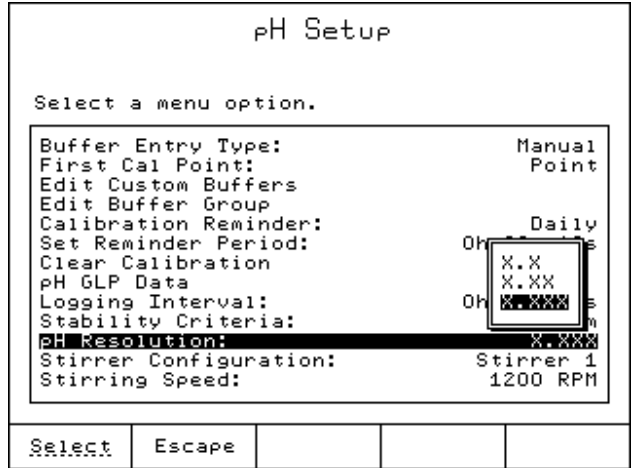 pH Setup
Select a menu option.
Buffer Entry Type: Manual
First Cal Point: Point
Edit Custom Buffers
Edit Buffer Group
Calibration Reminder: Daily
Set Reminder Period: 0h
Clear Calibration
X.X
pH GLP Data
X.XX
Logging Interval: 0h
X.XXX
s
Stability Criteria: m
pH Resolution: X.XXX
Stirrer Configuration: Stirrer 1
Stirring Speed: 1200 RPM
Select Escape